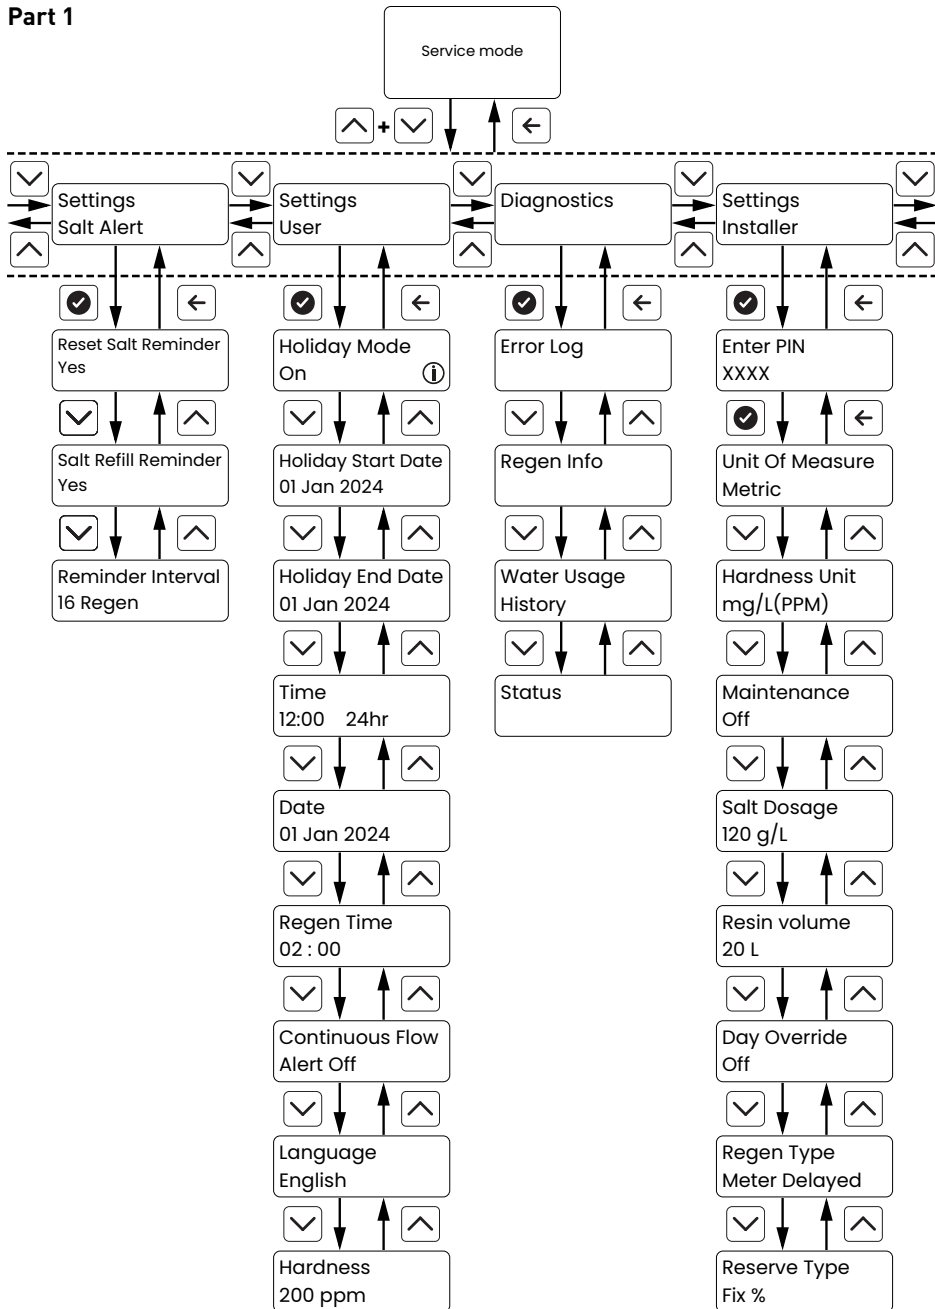 Part 1
Service mode
+
Settings
Salt Alert
Settings
User
Diagnostics
Settings
Installer
Reset Salt Reminder
Yes
Salt Refill Reminder
Yes
Reminder Interval
16 Regen
Holiday Mode
On
Holiday Start Date
01 Jan 2024
Holiday End Date
01 Jan 2024
Time
12:00 24hr
Date
01 Jan 2024
Regen Time
02 : 00
Continuous Flow
Alert Off
Language
English
Hardness
200 ppm
Error Log
Regen Info
Water Usage
History
Status
Enter PIN
XXXX
Unit Of Measure
Metric
Hardness Unit
mg/L(PPM)
Maintenance
Off
Salt Dosage
120 g/L
Resin volume
20 L
Day Override
Off
Regen Type
Meter Delayed
Reserve Type
Fix %